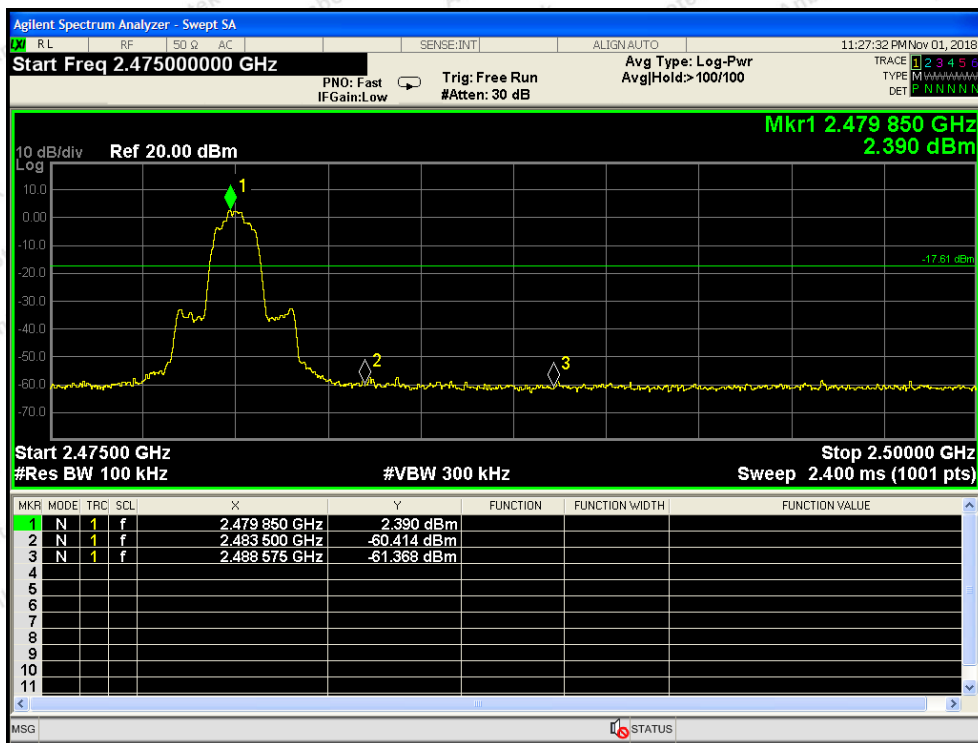 Agilent Spectrum Analyzer - Swept SA
LXI RL RF 50 Ω AC SENSE:INT ALIGN AUTO 11:27:32 PM Nov 01, 2018
Start Freq 2.475000000 GHz
PNO: Fast
IFGain:Low
Trig: Free Run
#Atten: 30 dB
Avg Type: Log-Pwr
Avg|Hold:>100/100
TRACE 1 2 3 4 5 6
TYPE M
DET P N N N N N
Mkr1 2.479 850 GHz
2.390 dBm
10 dB/div Ref 20.00 dBm
Log
10.0
0.00
-10.0
-20.0
-30.0
-40.0
-50.0
-60.0
-70.0
1
-17.61 dBm
2
3
Start 2.47500 GHz Stop 2.50000 GHz
#Res BW 100 kHz #VBW 300 kHz Sweep 2.400 ms (1001 pts)
MKR MODE TRC SCL X Y FUNCTION FUNCTION WIDTH FUNCTION VALUE
1 N 1 f 2.479 850 GHz 2.390 dBm
2 N 1 f 2.483 500 GHz -60.414 dBm
3 N 1 f 2.488 575 GHz -61.368 dBm
4
5
6
7
8
9
10
11
MSG STATUS